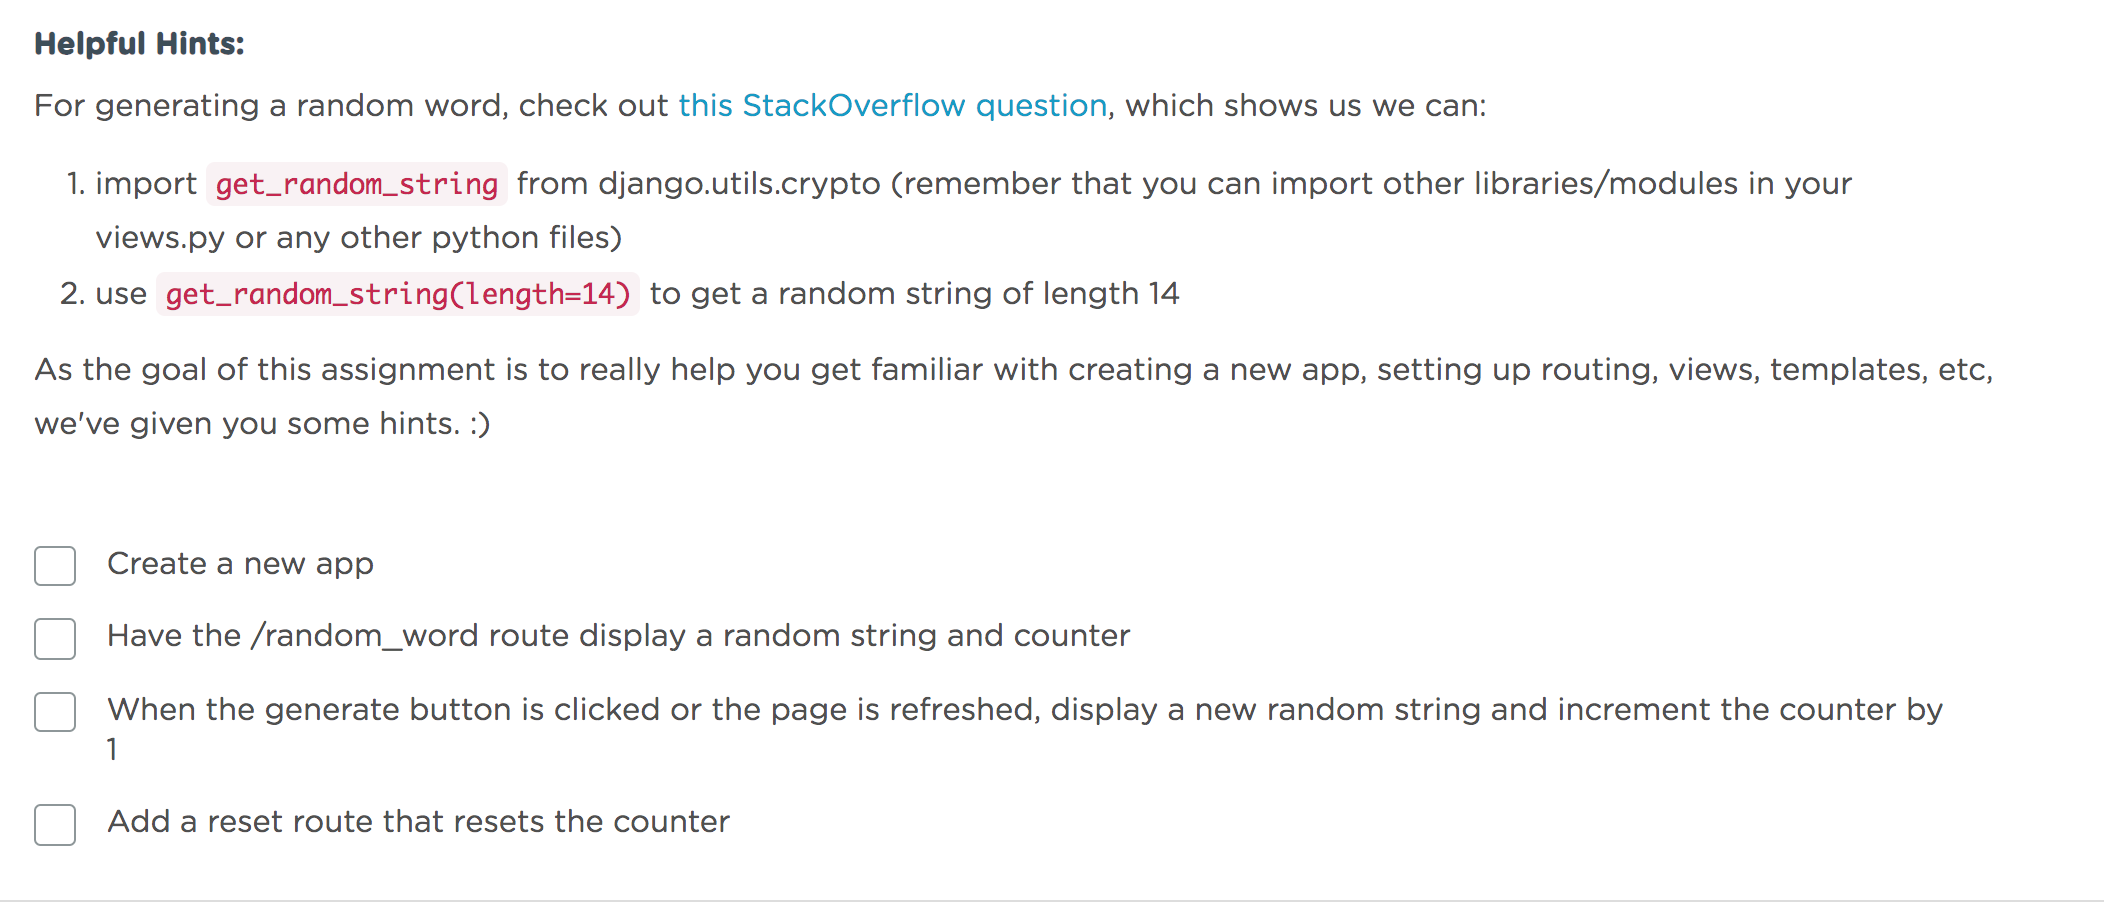 Helpful Hints:
For generating a random word, check out this StackOverflow question, which shows us we can:
1. import get_random_string from django.utils.crypto (remember that you can import other libraries/modules in your
views.py or any other python files)
2. use get_random_string(length=14) to get a random string of length 14
As the goal of this assignment is to really help you get familiar with creating a new app, setting up routing, views, templates, etc,
we've given you some hints. :)
Create a new app
Have the /random_word route display a random string and counter
When the generate button is clicked or the page is refreshed, display a new random string and increment the counter by
1
Add a reset route that resets the counter